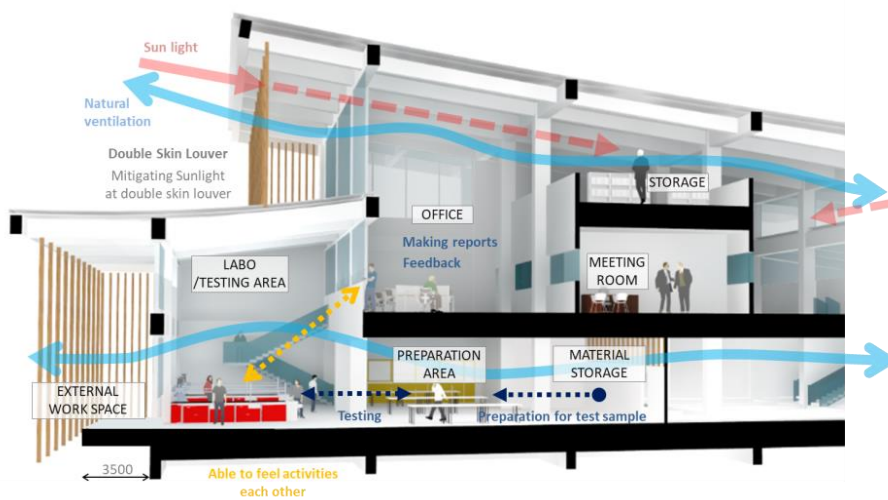 Sun light
Natural
ventilation
Double Skin Louver
Mitigating Sunlight
at double skin louver
STORAGE
OFFICE
Making reports
Feedback
MEETING
ROOM
LABO
/TESTING AREA
PREPARATION
AREA
MATERIAL
STORAGE
EXTERNAL
WORK SPACE
Testing
Preparation for test sample
3500
Able to feel activities
each other